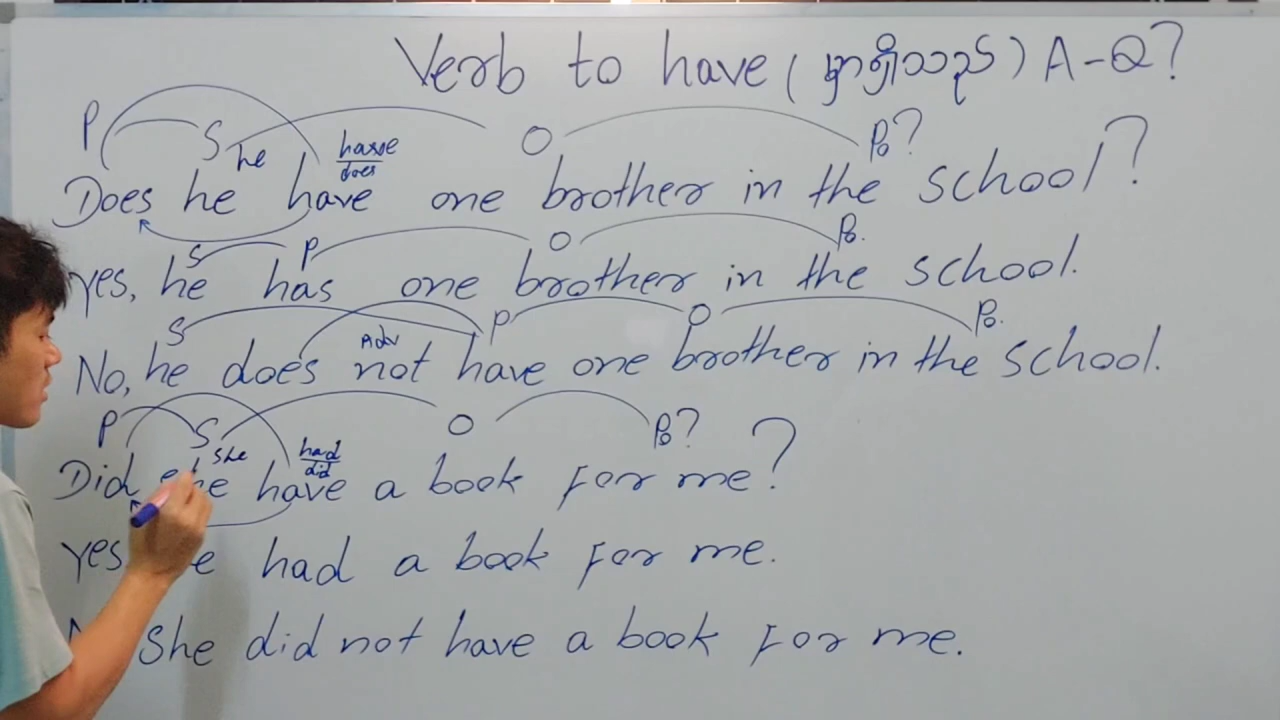 Verb to have ( မှာရှိသည် ) A-Q?
P S he have does O Po?
Does he have one brother in the school?
S P O Po.
Yes, he has one brother in the school.
S Adv P O Po.
No, he does not have one brother in the school.
P S she had did O Po?
Did she have a book for me?
Yes had a book for me.
She did not have a book for me.